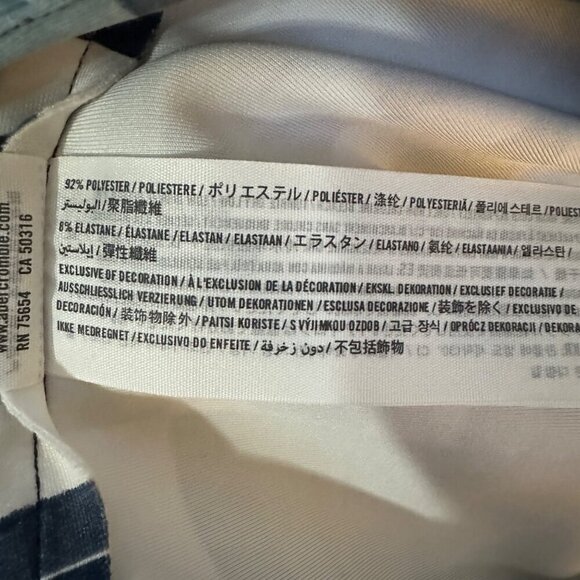 www.abercrombie.com
RN 75654 CA 50316
92% POLYESTER / POLIESTERE / ポリエステル / POLIÉSTER / 涤纶 / POLYESTERIÄ / 폴리에스테르 / POLIEST
البوليستر / 聚脂纖維
ELASTANE / ÉLASTANE / ELASTAN / ELASTAAN / エラスタン / ELASTANO / 氨纶 / ELASTAANIA / 엘라스탄 /
إيلاستين / 彈性纖維
EXCLUSIVE OF DECORATION / À L'EXCLUSION DE LA DÉCORATION / EKSKL. DEKORATION / EXCLUSIEF DECORATIE /
AUSSCHLIESSLICH VERZIERUNG / UTOM DEKORATIONEN / ESCLUSA DECORAZIONE / 装飾を除く / EXCLUSIVO DE
DECORACIÓN / 装饰物除外 / PAITSI KORISTE / S VÝJIMKOU OZDOB / 고급 장식 / OPRÓCZ DEKORACJI / DEKORA
IKKE MEDREGNET / EXCLUSIVO DO ENFEITE / دون زخرفة / 不包括飾物